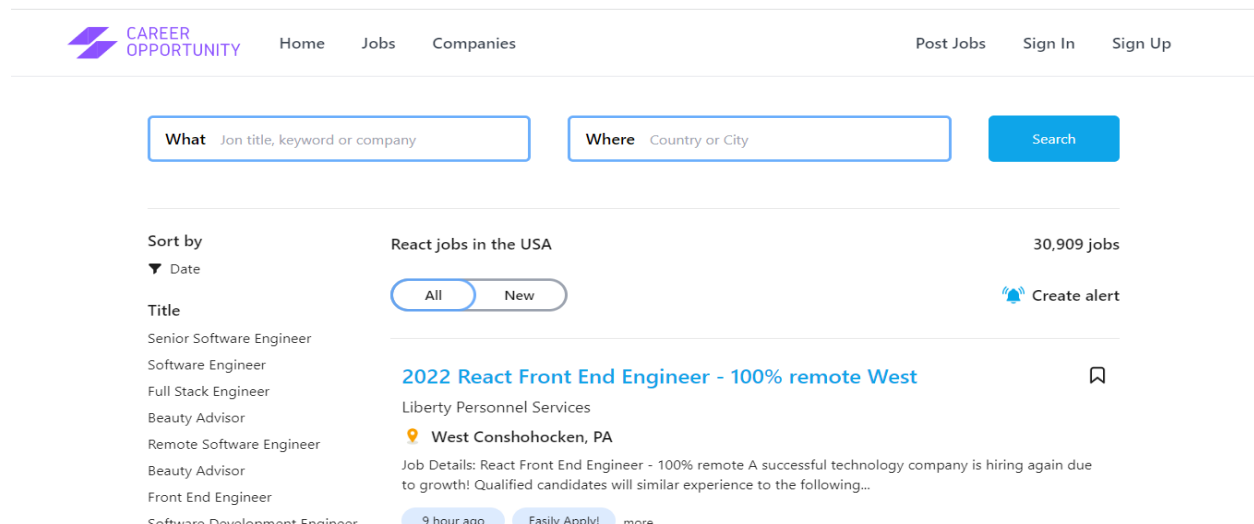 CAREER
OPPORTUNITY
Home Jobs Companies
Post Jobs Sign In Sign Up
What Jon title, keyword or company
Where Country or City
Search
Sort by
Date
Title
Senior Software Engineer
Software Engineer
Full Stack Engineer
Beauty Advisor
Remote Software Engineer
Beauty Advisor
Front End Engineer
Software Development Engineer
React jobs in the USA
30,909 jobs
All New
Create alert
2022 React Front End Engineer - 100% remote West
Liberty Personnel Services
West Conshohocken, PA
Job Details: React Front End Engineer - 100% remote A successful technology company is hiring again due
to growth! Qualified candidates will similar experience to the following...
9 hour ago Easily Apply! more